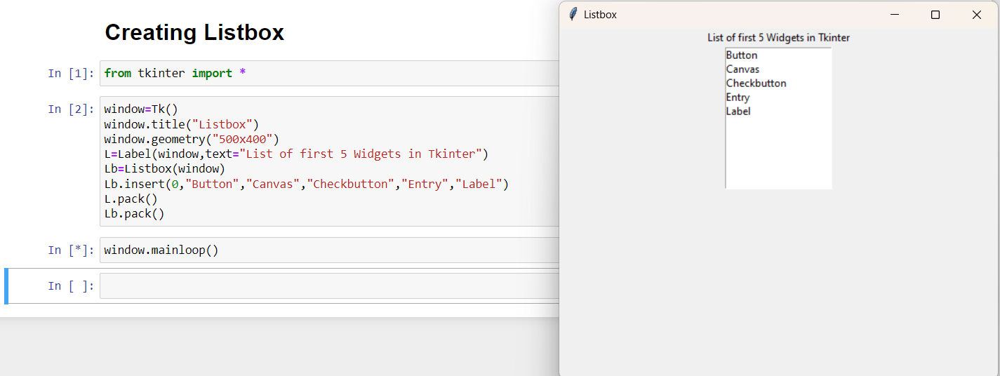 Creating Listbox
In [1]: from tkinter import *
In [2]: window=Tk()
window.title("Listbox")
window.geometry("500x400")
L=Label(window,text="List of first 5 Widgets in Tkinter")
Lb=Listbox(window)
Lb.insert(0,"Button","Canvas","Checkbutton","Entry","Label")
L.pack()
Lb.pack()
In [*]: window.mainloop()
In [ ]:
Listbox
List of first 5 Widgets in Tkinter
Button
Canvas
Checkbutton
Entry
Label